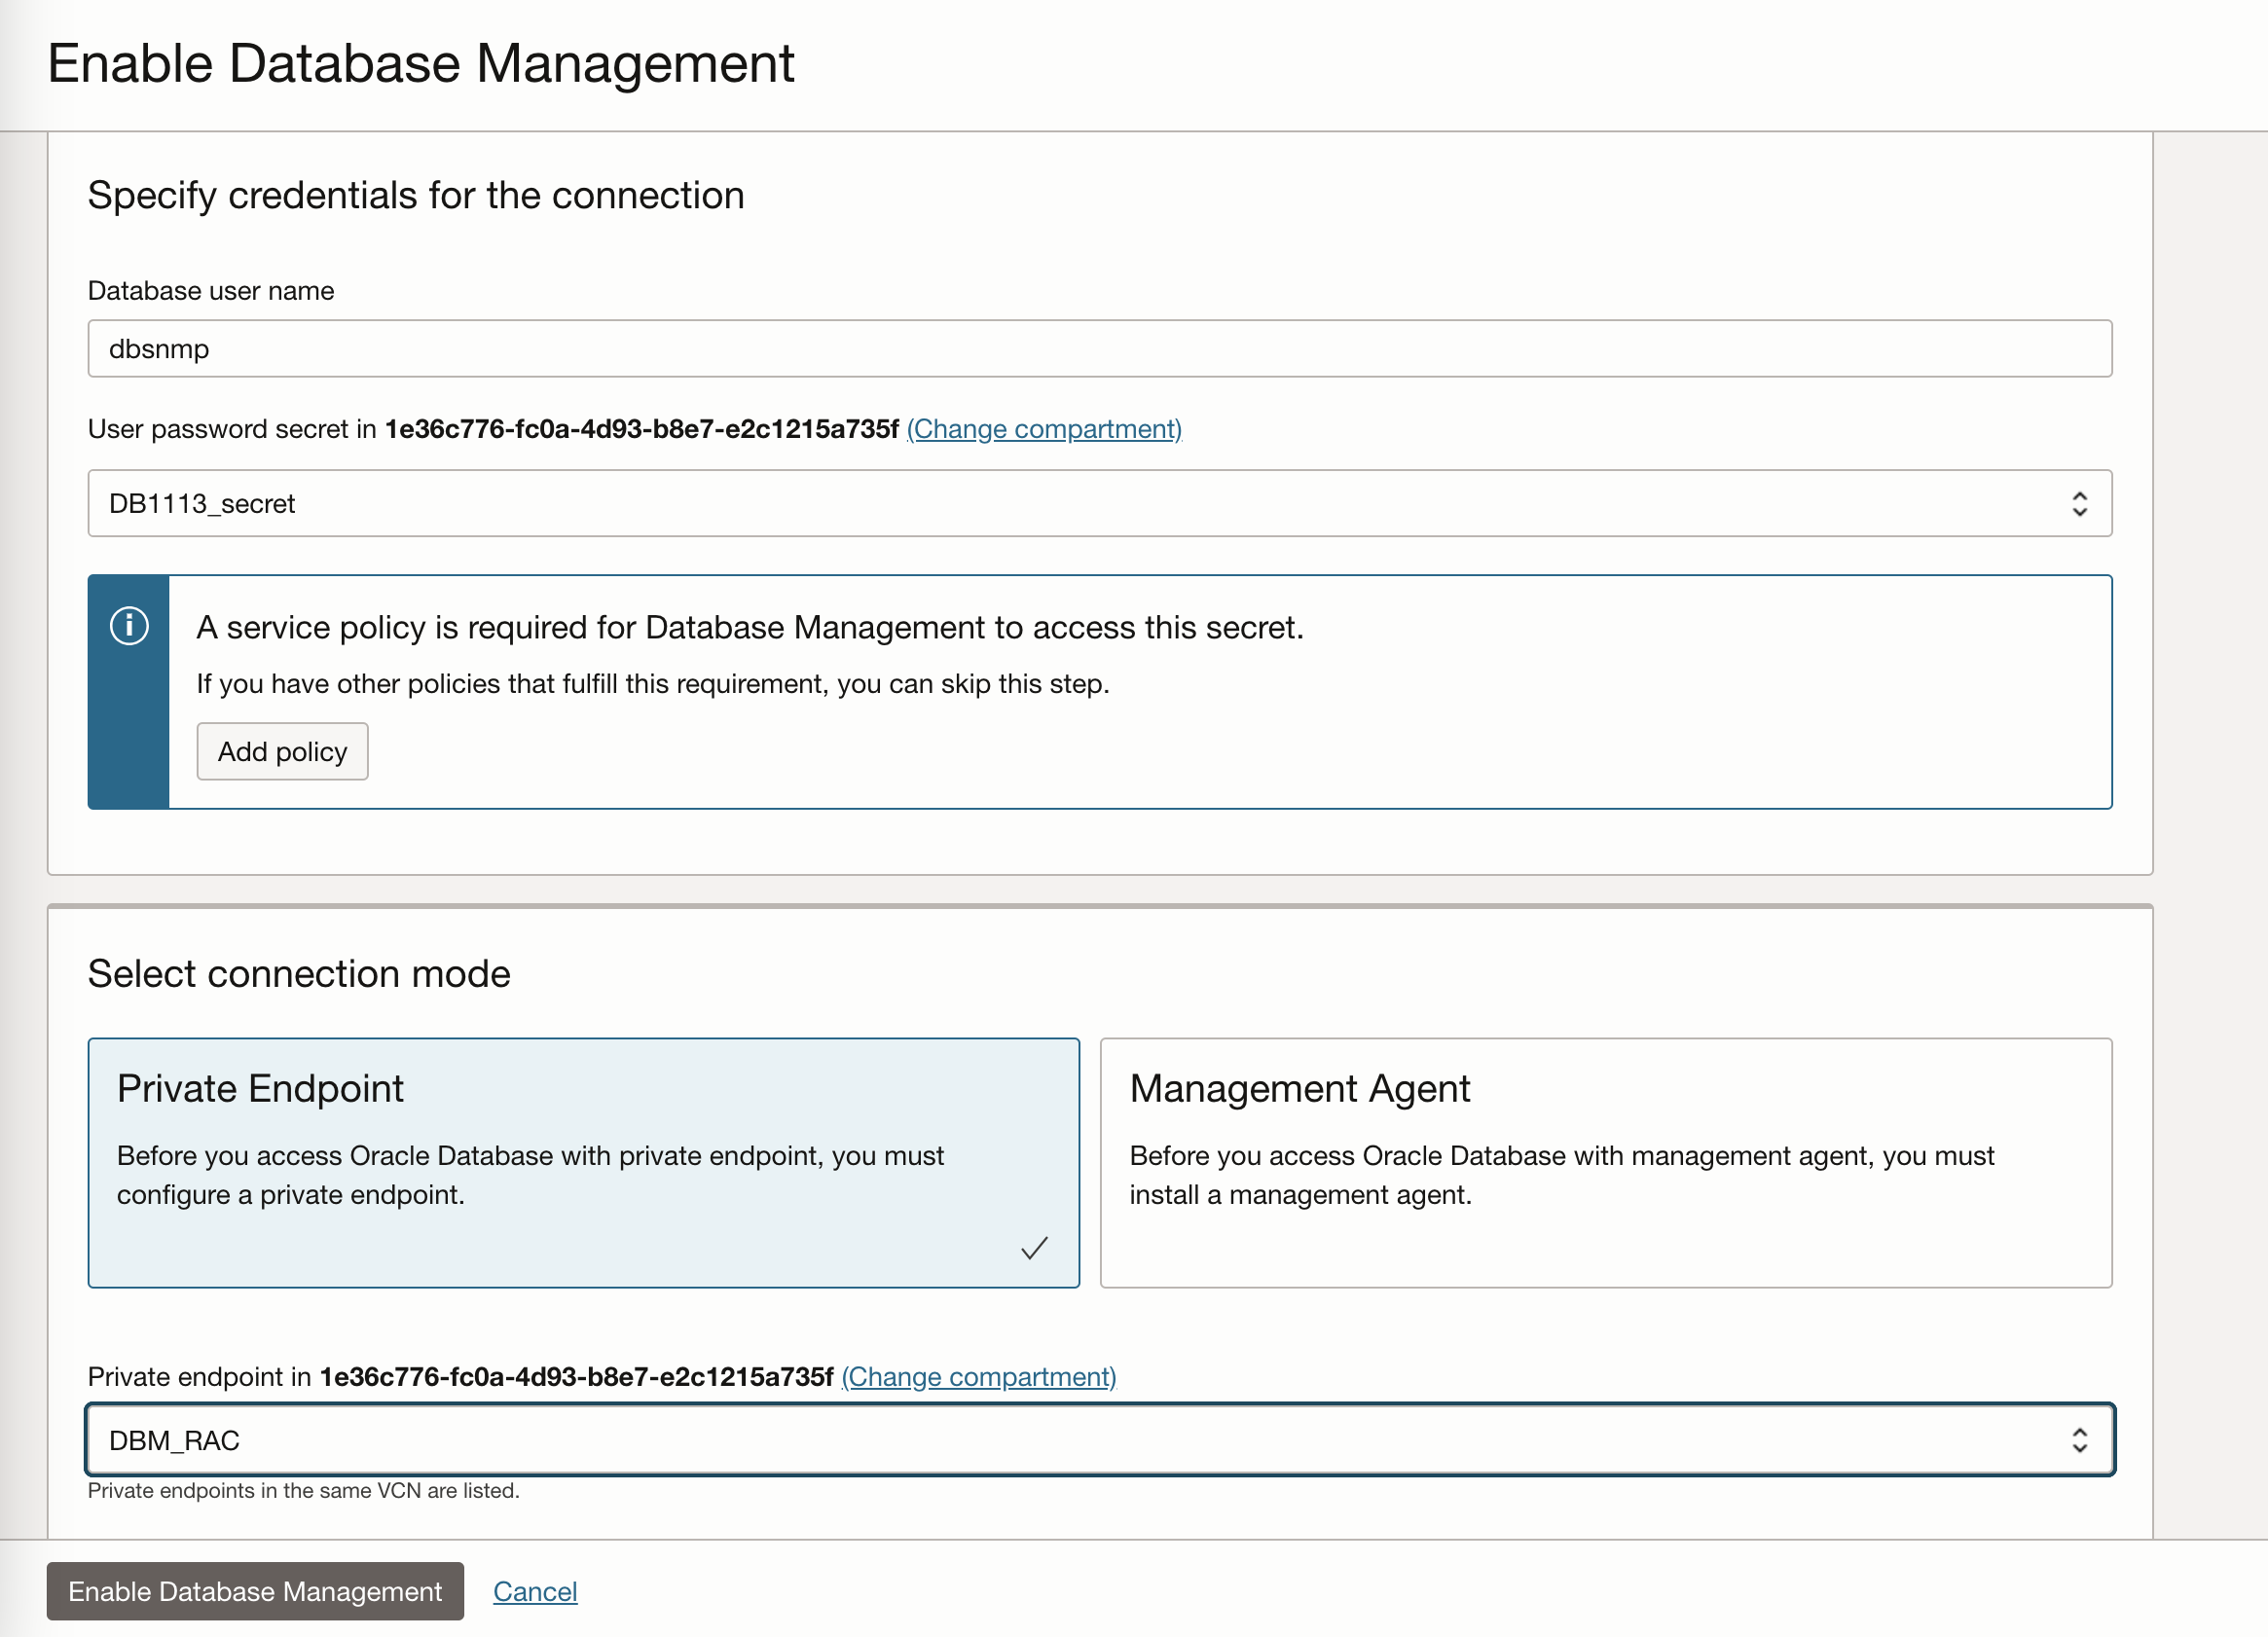 Enable Database Management
Specify credentials for the connection
Database user name
dbsnmp
User password secret in 1e36c776-fc0a-4d93-b8e7-e2c1215a735f (Change compartment)
DB1113_secret
A service policy is required for Database Management to access this secret.
If you have other policies that fulfill this requirement, you can skip this step.
Add policy
Select connection mode
Private Endpoint
Before you access Oracle Database with private endpoint, you must
configure a private endpoint.
Management Agent
Before you access Oracle Database with management agent, you must
install a management agent.
Private endpoint in 1e36c776-fc0a-4d93-b8e7-e2c1215a735f (Change compartment)
DBM_RAC
Private endpoints in the same VCN are listed.
Enable Database Management
Cancel